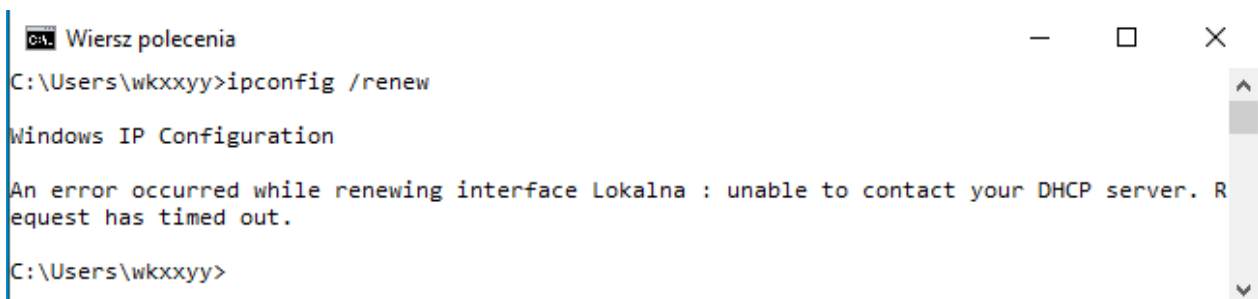 Wiersz polecenia
C:\Users\wkxxyy>ipconfig /renew
Windows IP Configuration
An error occurred while renewing interface Lokalna : unable to contact your DHCP server. R
equest has timed out.
C:\Users\wkxxyy>